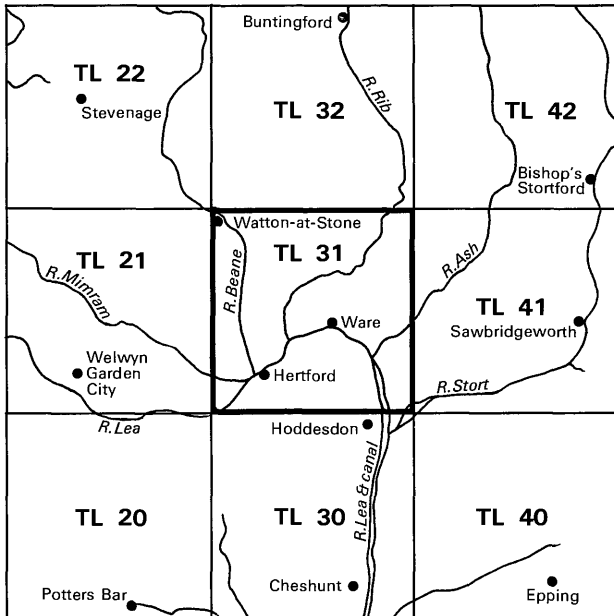 Buntingford
TL 22
Stevenage
TL 32
R.Rib
TL 42
Bishop's
Stortford
Watton-at-Stone
TL 21
R.Mimram
R.Beane
TL 31
R.Ash
TL 41
Ware
Sawbridgeworth
Welwyn
Garden
City
Hertford
R.Stort
R.Lea
Hoddesdon
R.Lea & canal
TL 20
TL 30
TL 40
Potters Bar
Cheshunt
Epping